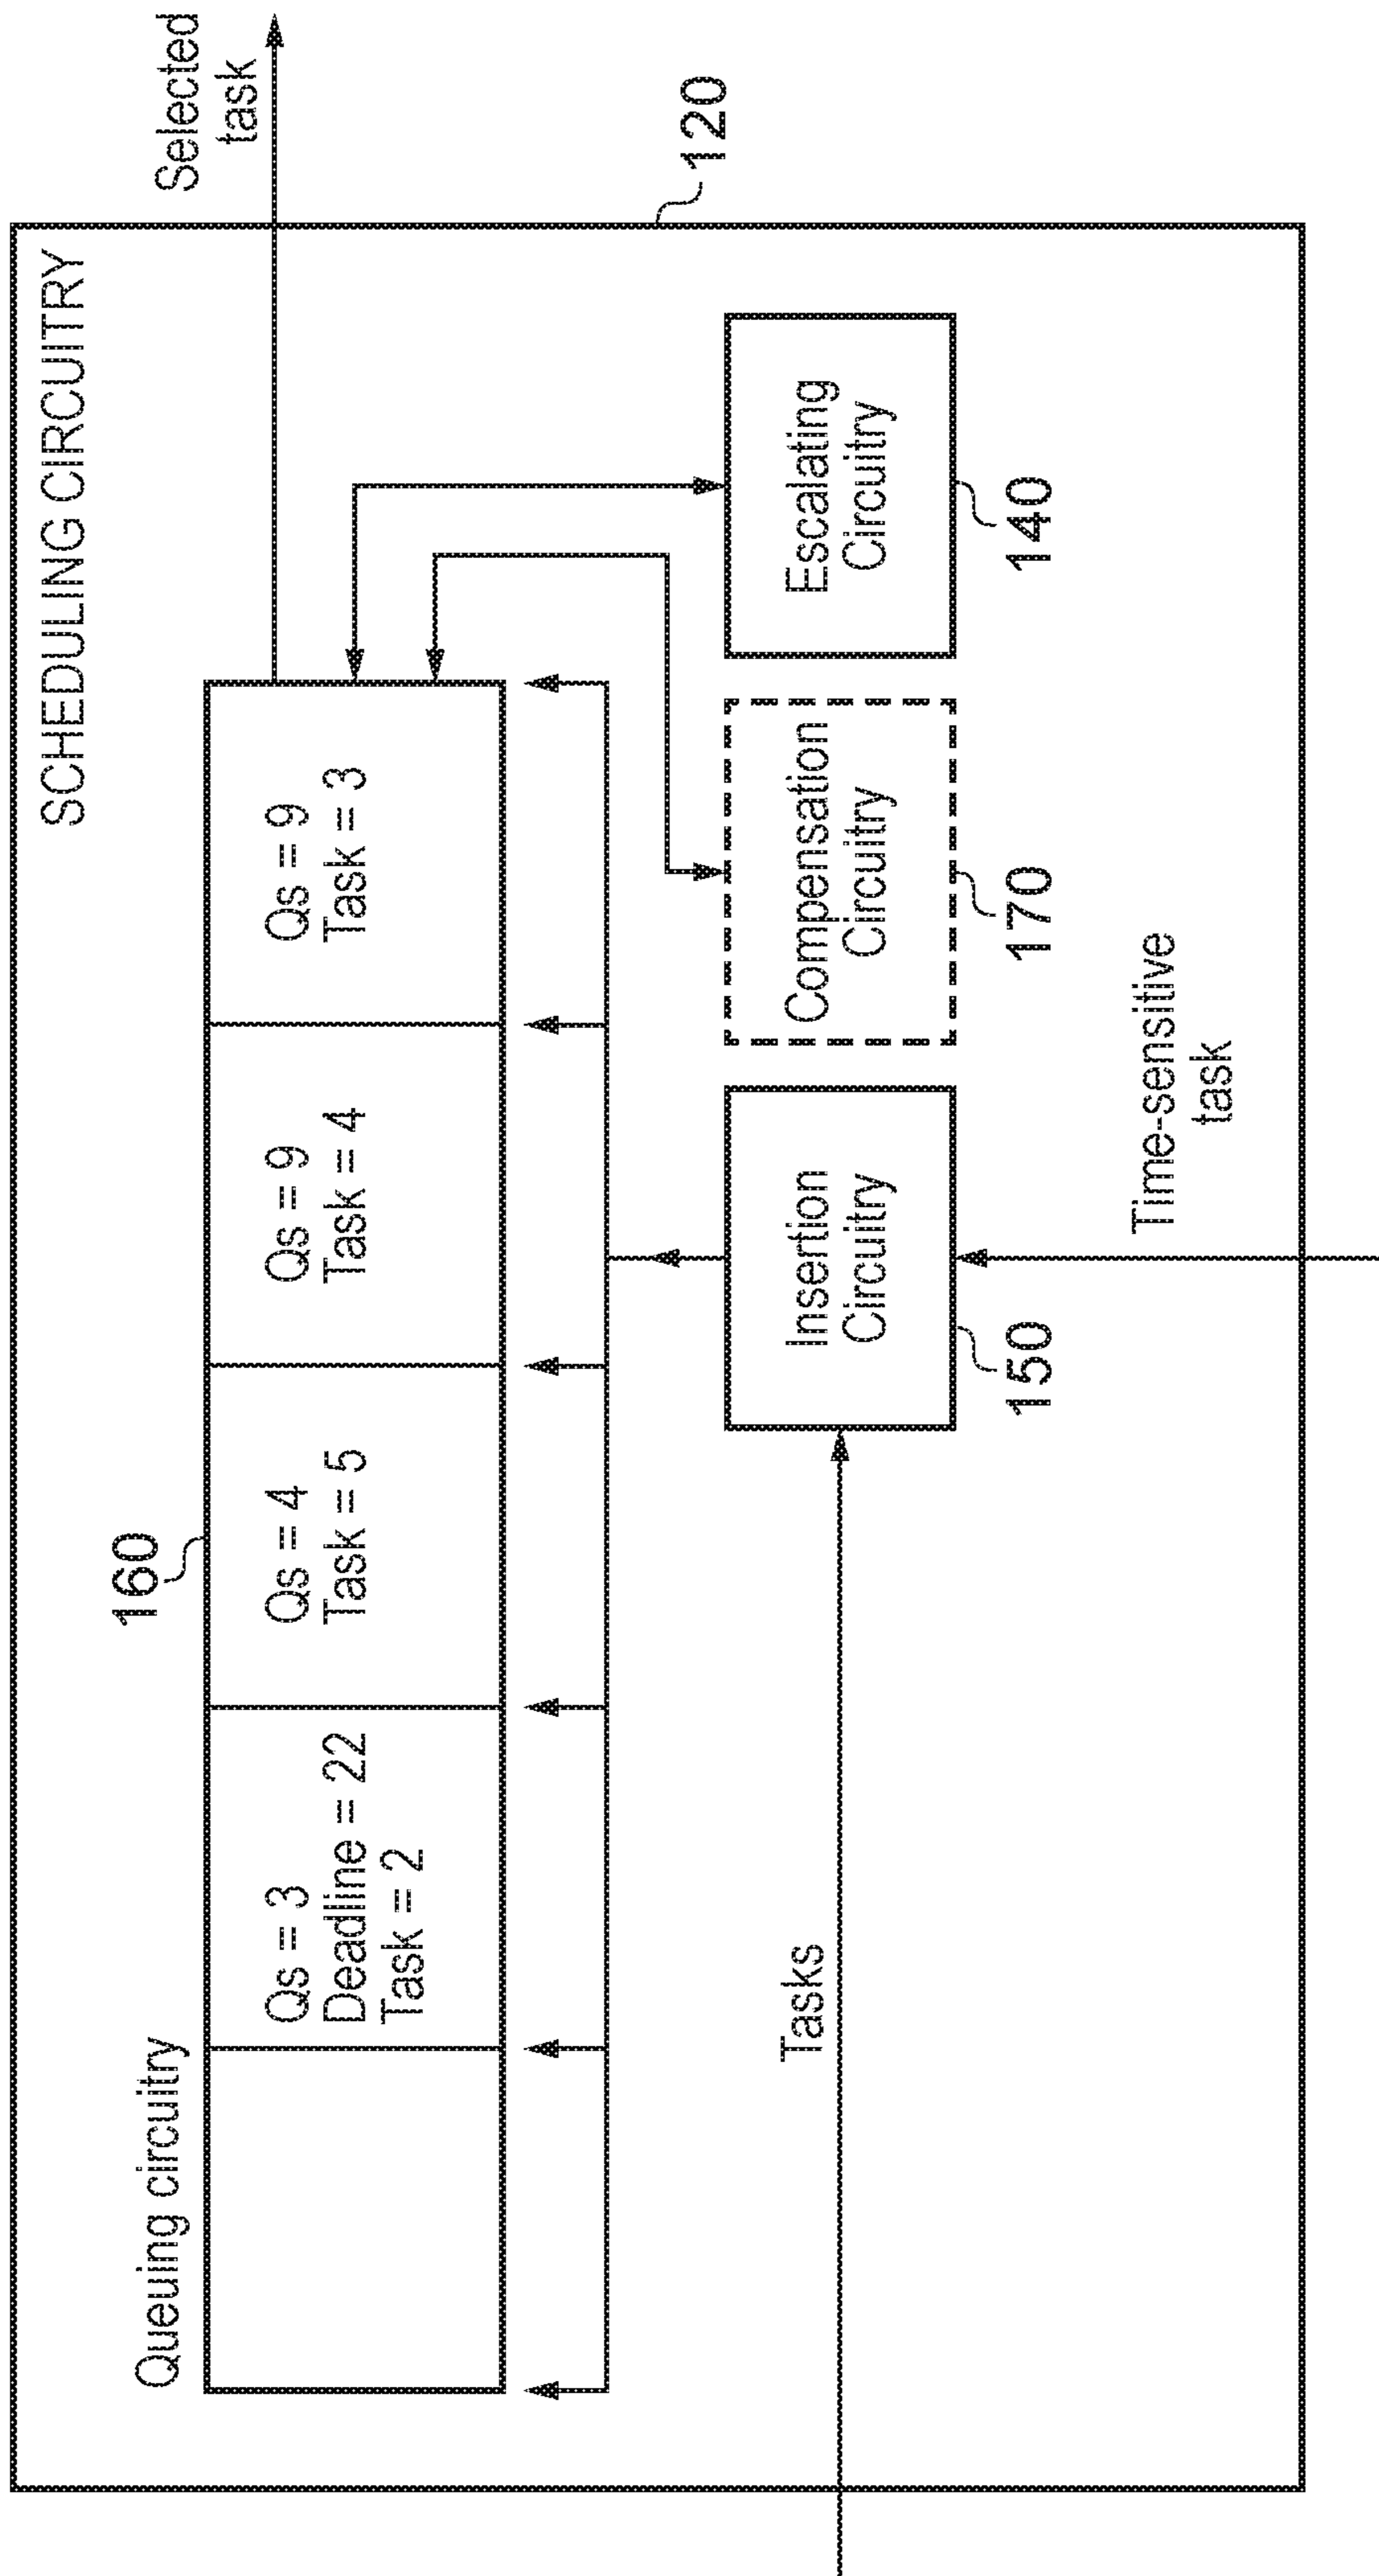 SCHEDULING CIRCUITRY
Selected
task
120
Queuing circuitry
160
Qs = 3
Deadline = 22
Task = 2
Qs = 4
Task = 5
Qs = 9
Task = 4
Qs = 9
Task = 3
Tasks
Insertion
Circuitry
150
Compensation
Circuitry
170
Escalating
Circuitry
140
Time-sensitive
task